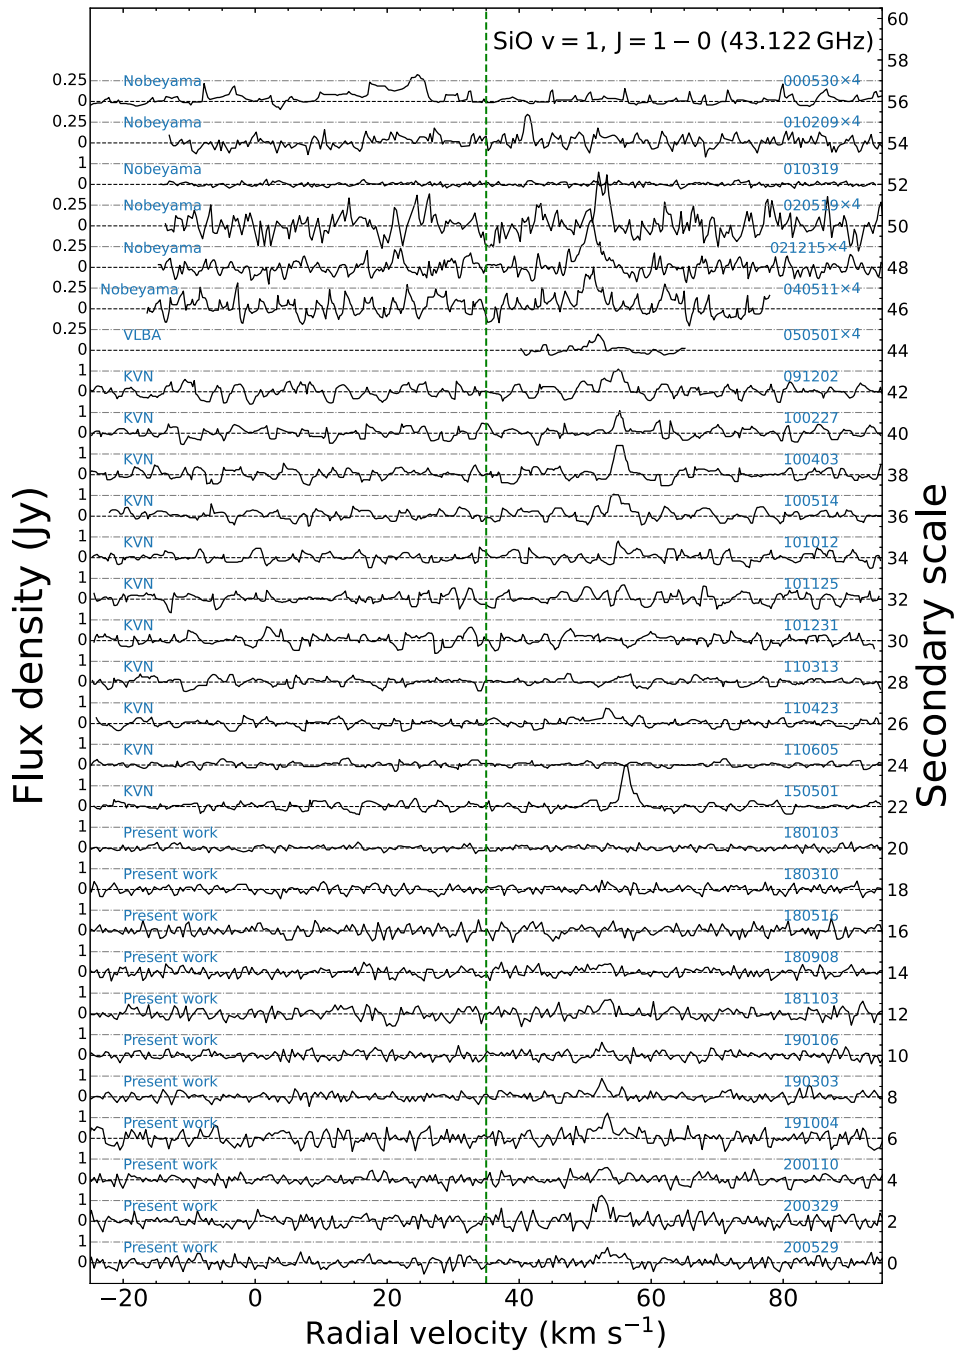 SiO v = 1, J = 1 − 0 (43.122 GHz)
60
58
0.25 Nobeyama 000530×4
0 56
0.25 Nobeyama 010209×4
0 54
1 Nobeyama 010319
0 52
0.25 Nobeyama 020519×4
0 50
0.25 Nobeyama 021215×4
0 48
0.25 Nobeyama 040511×4
0 46
0.25 VLBA 050501×4
0 44
1 KVN 091202
0 42
1 KVN 100227
0 40
1 KVN 100403
0 38
1 KVN 100514
0 36
1 KVN 101012
0 34
1 KVN 101125
0 32
1 KVN 101231
0 30
1 KVN 110313
0 28
1 KVN 110423
0 26
1 KVN 110605
0 24
1 KVN 150501
0 22
1 Present work 180103
0 20
1 Present work 180310
0 18
1 Present work 180516
0 16
1 Present work 180908
0 14
1 Present work 181103
0 12
1 Present work 190106
0 10
1 Present work 190303
0 8
1 Present work 191004
0 6
1 Present work 200110
0 4
1 Present work 200329
0 2
1 Present work 200529
0 0
−20 0 20 40 60 80
Radial velocity (km s⁻¹)
Flux density (Jy)
Secondary scale